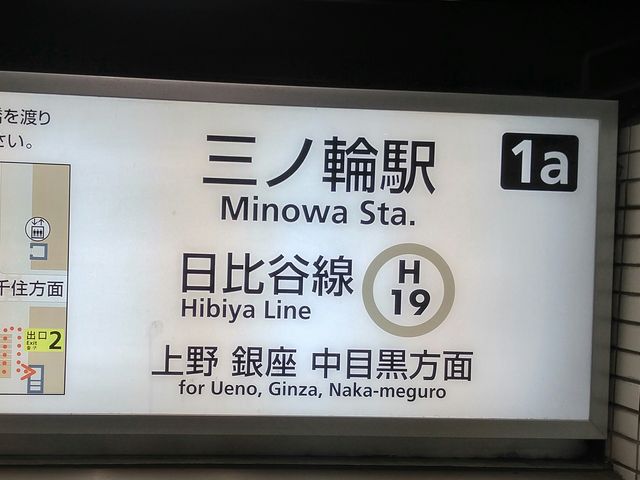 を渡り
さい。
千住方面
出口
Exit
2
三ノ輪駅
1a
Minowa Sta.
日比谷線
Hibiya Line
H
19
上野 銀座 中目黒方面
for Ueno, Ginza, Naka-meguro